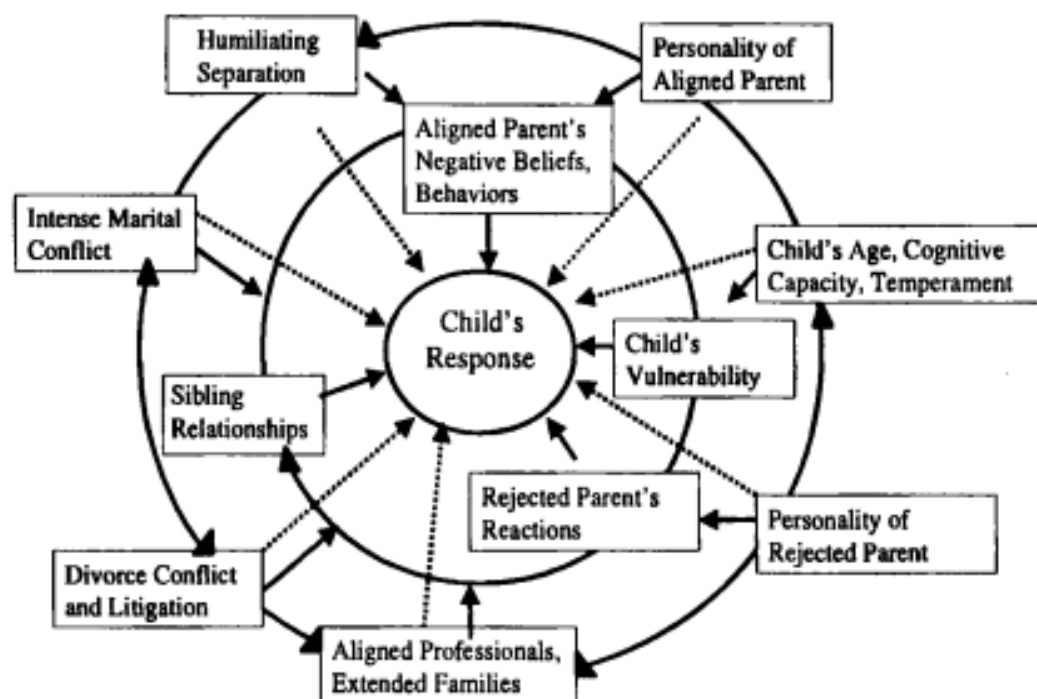 Humiliating
Separation
Personality of
Aligned Parent
Aligned Parent's
Negative Beliefs,
Behaviors
Intense Marital
Conflict
Child's Age, Cognitive
Capacity, Temperament
Child's
Response
Child's
Vulnerability
Sibling
Relationships
Rejected Parent's
Reactions
Personality of
Rejected Parent
Divorce Conflict
and Litigation
Aligned Professionals,
Extended Families